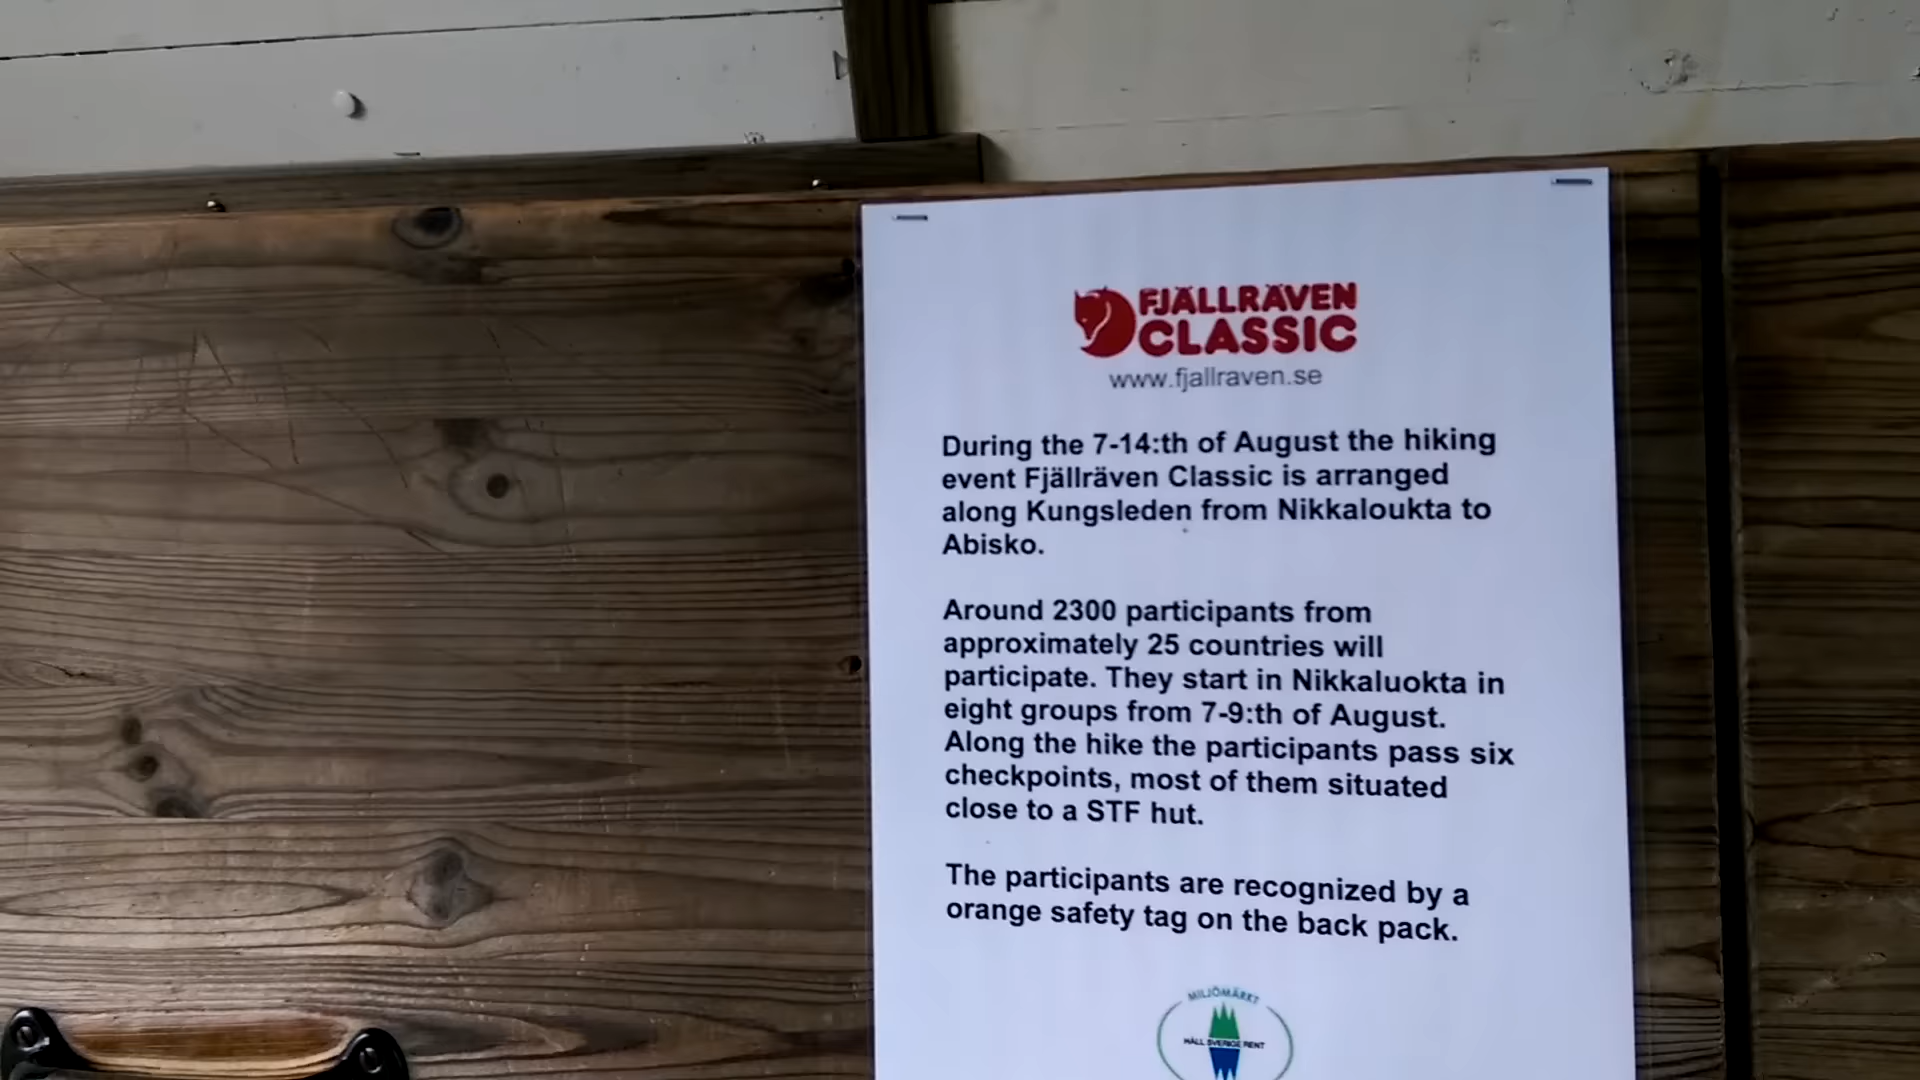 FJÄLLRÄVEN
CLASSIC
www.fjallraven.se
During the 7-14:th of August the hiking
event Fjällräven Classic is arranged
along Kungsleden from Nikkaloukta to
Abisko.
Around 2300 participants from
approximately 25 countries will
participate. They start in Nikkaluokta in
eight groups from 7-9:th of August.
Along the hike the participants pass six
checkpoints, most of them situated
close to a STF hut.
The participants are recognized by a
orange safety tag on the back pack.
MILJÖMÄRKT
HÅLL SVERIGE RENT